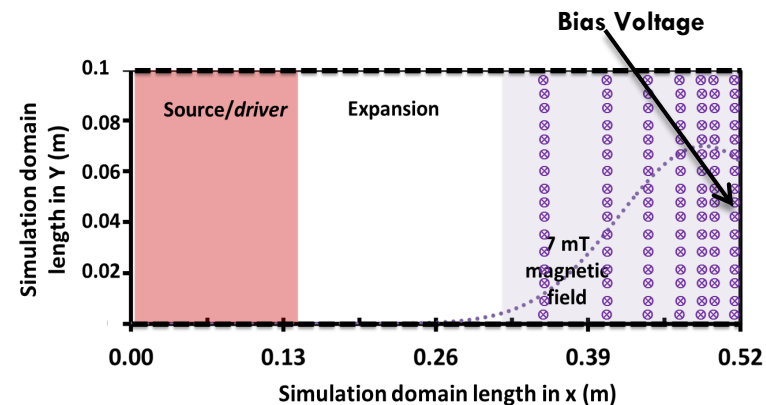 Bias Voltage
0.1
0.08
0.06
0.04
0.02
Simulation domain
length in Y (m)
Source/driver
Expansion
7 mT
magnetic
field
0.00
0.13
0.26
0.39
0.52
Simulation domain length in x (m)